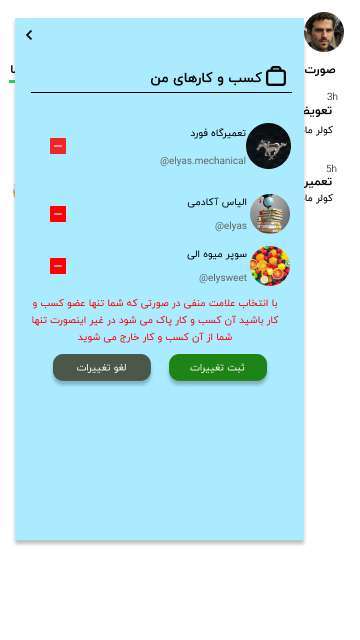 کسب و کارهای من
تعمیرگاه فورد
@elyas.mechanical
الیاس آکادمی
@elyas
سوپر میوه الی
@elysweet
با انتخاب علامت منفی در صورتی که شما تنها عضو کسب و
کار باشید آن کسب و کار پاک می شود در غیر اینصورت تنها
شما از آن کسب و کار خارج می شوید
ثبت تغییرات
لغو تغییرات
صورت
3h
تعویض
کولر ما
5h
تعمیر
کولر ما